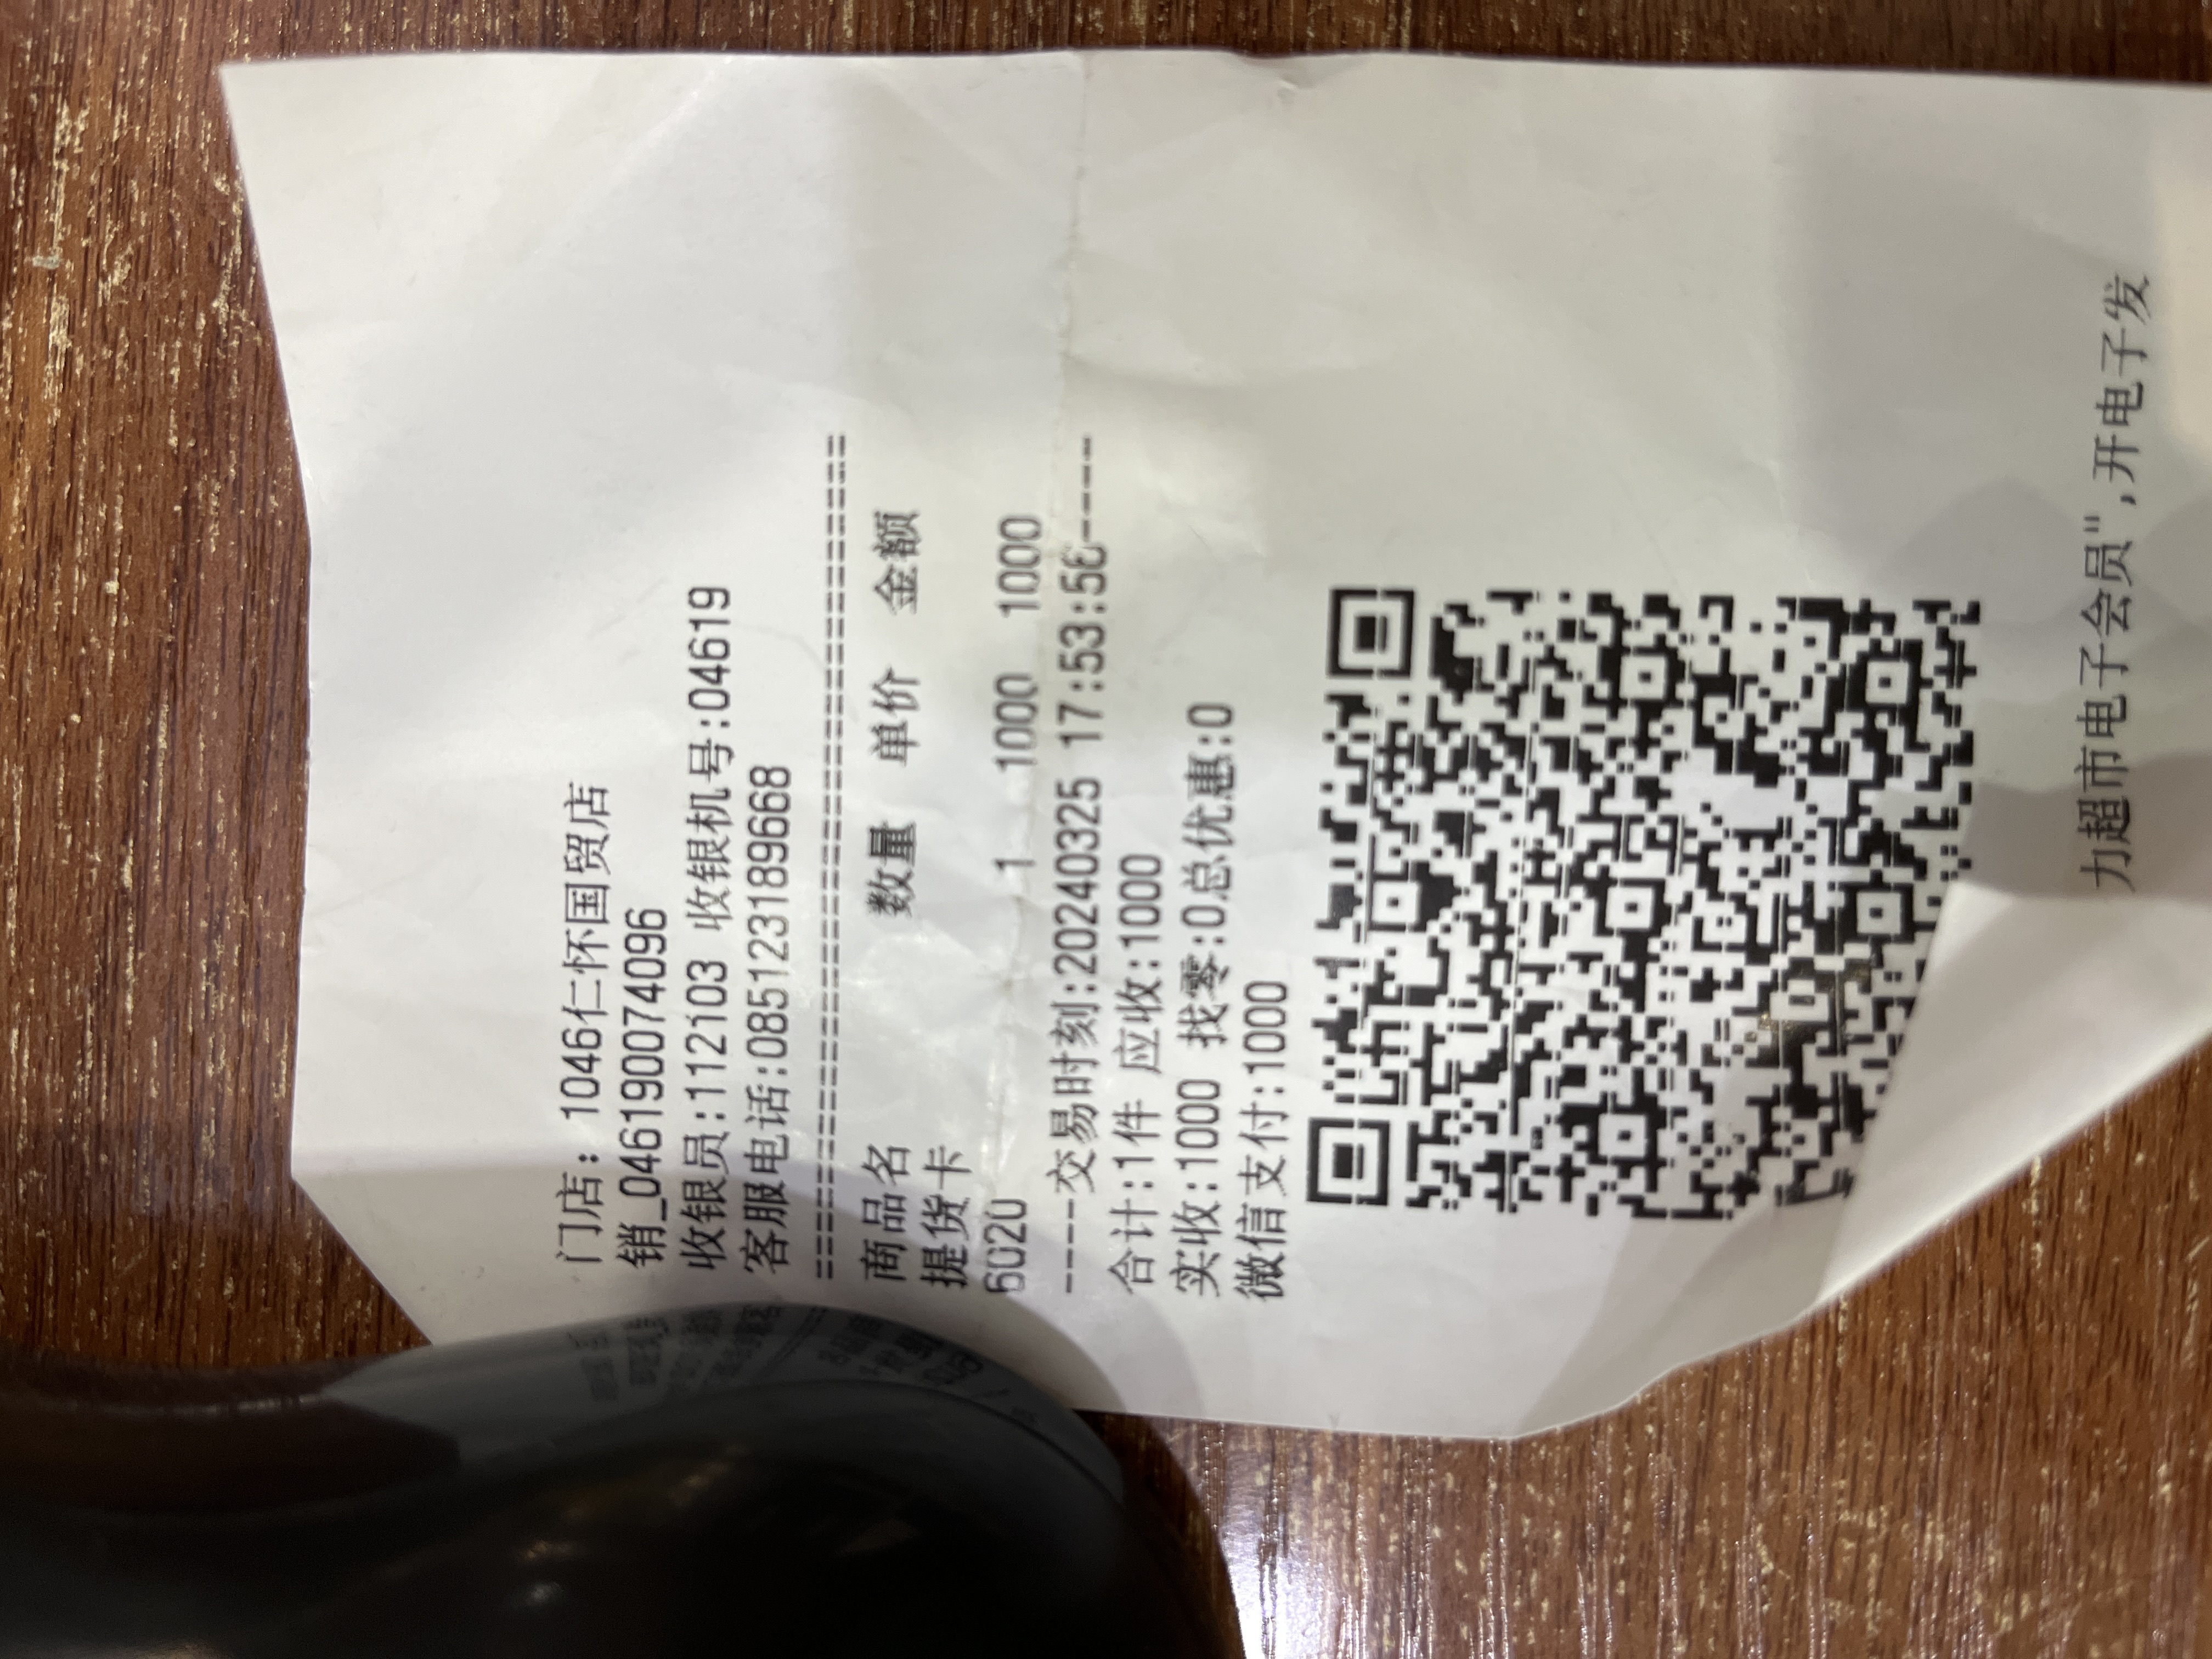 门店: 1046仁怀国贸店
销_046190074096
收银员:112103 收银机号:04619
客服电话:085123189668
商品名 数量 单价 金额
提货卡
6020 1 1000 1000
-----交易时刻:20240325 17:53:56-----
合计:1件 应收:1000
实收:1000 找零:0总优惠:0
微信支付:1000
力超市电子会员",开电子发